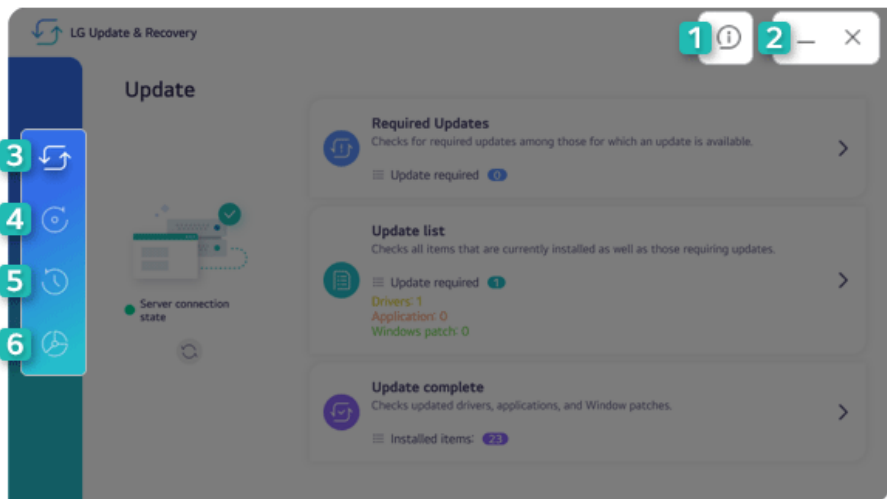 LG Update & Recovery
1
2
Update
3
4
5
6
Server connection
state
Required Updates
Checks for required updates among those for which an update is available.
Update required 0
Update list
Checks all items that are currently installed as well as those requiring updates.
Update required 1
Drivers: 1
Application: 0
Windows patch: 0
Update complete
Checks updated drivers, applications, and Window patches.
Installed items: 23